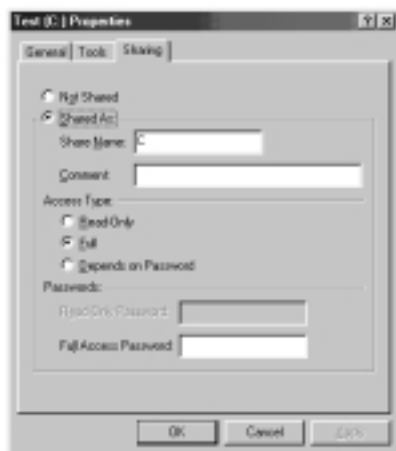 Test (C:) Properties
General Tools Sharing
Not Shared
Shared As:
Share Name: C
Comment:
Access Type:
Read-Only
Full
Depends on Password
Passwords:
Read-Only Password:
Full Access Password:
OK Cancel Apply